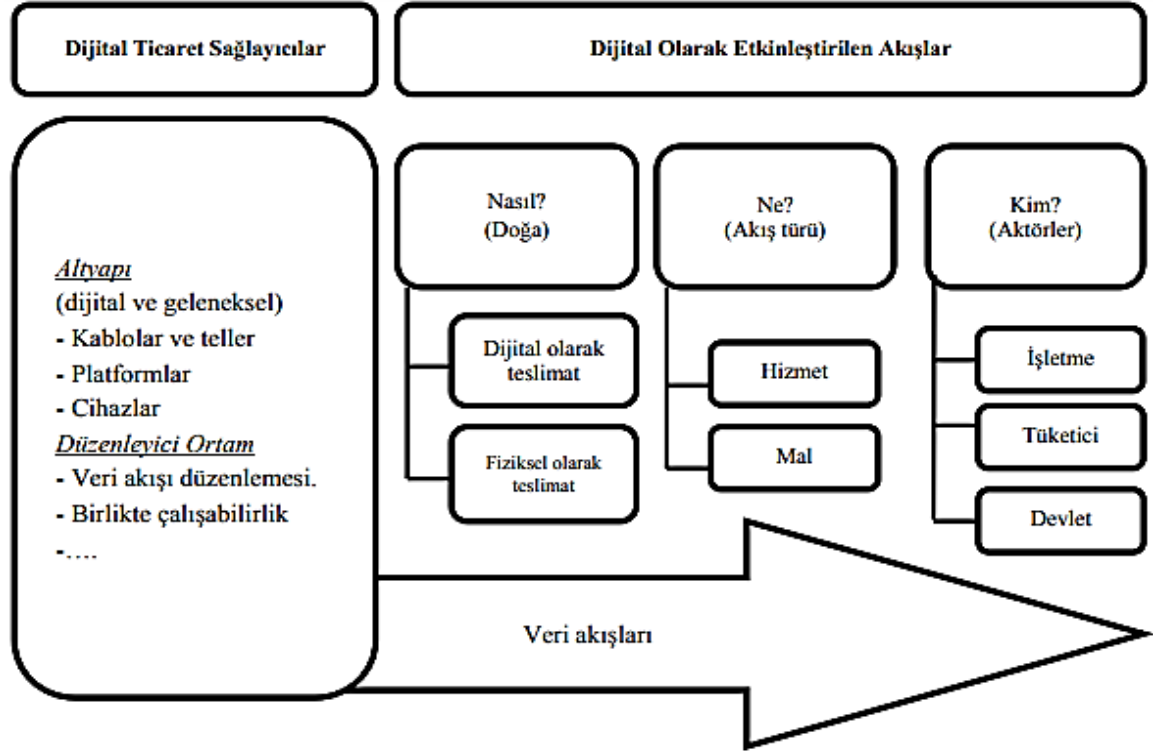 Dijital Ticaret Sağlayıcılar
Dijital Olarak Etkinleştirilen Akışlar
Altyapı
(dijital ve geleneksel)
- Kablolar ve teller
- Platformlar
- Cihazlar
Düzenleyici Ortam
- Veri akışı düzenlemesi.
- Birlikte çalışabilirlik
-....
Nasıl?
(Doğa)
Dijital olarak
teslimat
Fiziksel olarak
teslimat
Ne?
(Akış türü)
Hizmet
Mal
Kim?
(Aktörler)
İşletme
Tüketici
Devlet
Veri akışları